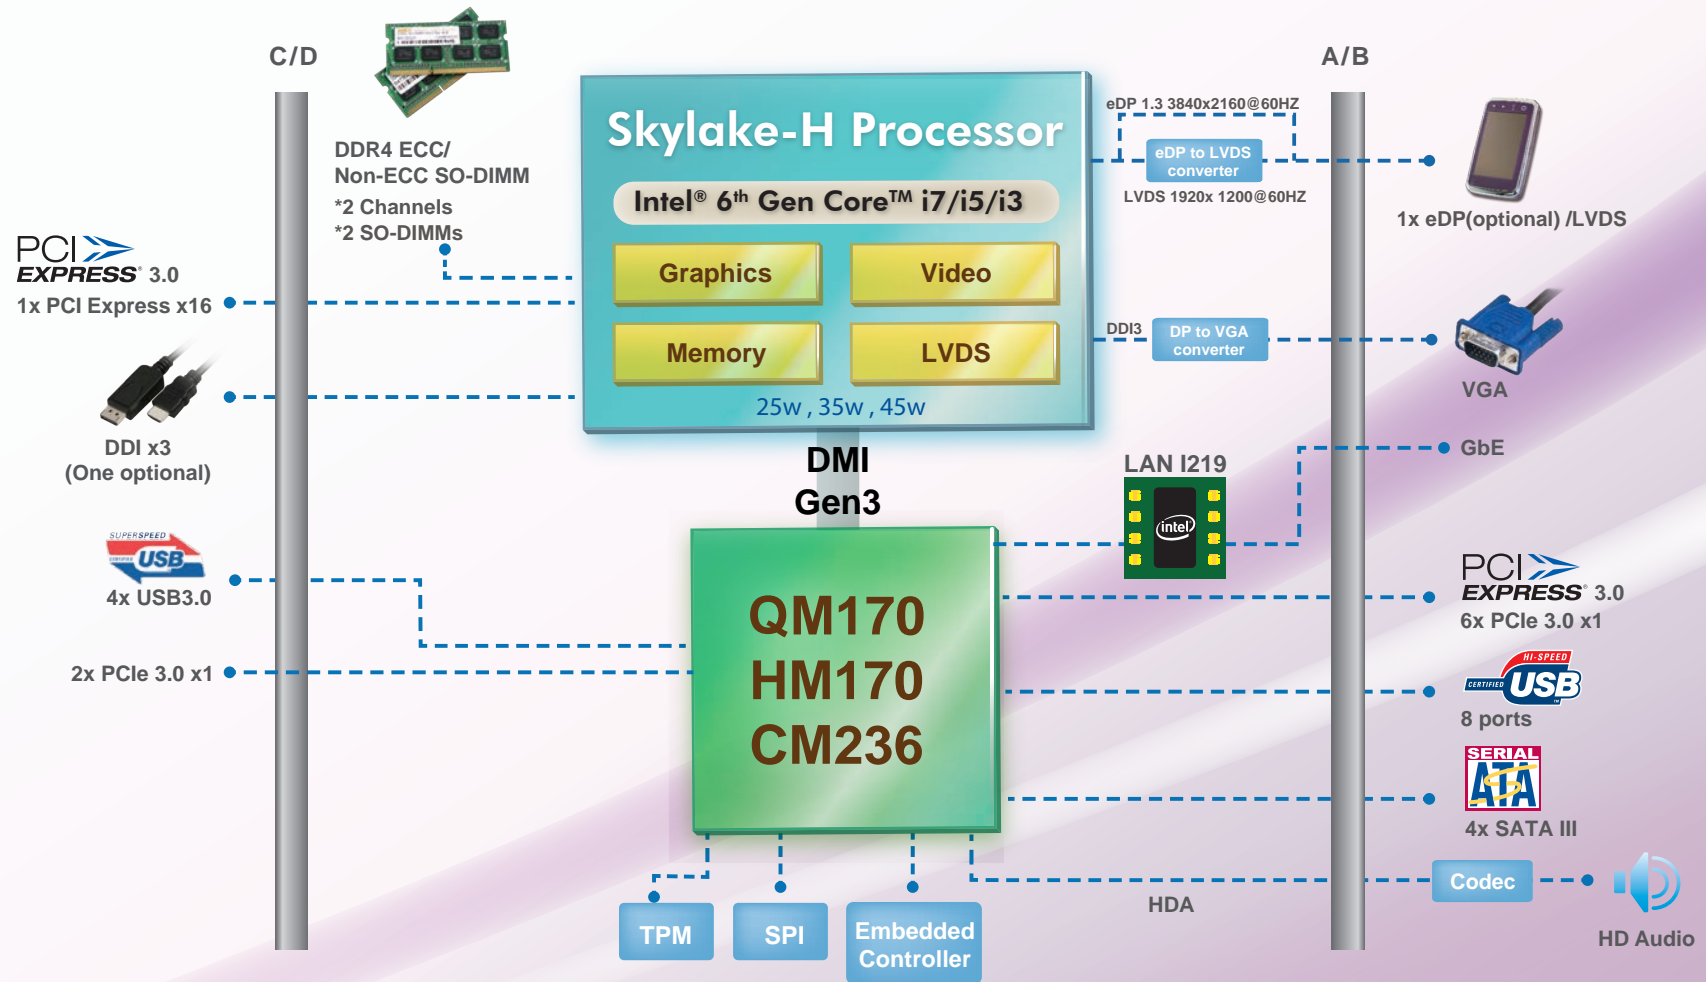 C/D
DDR4 ECC/
Non-ECC SO-DIMM
*2 Channels
*2 SO-DIMMs
PCI
EXPRESS® 3.0
1x PCI Express x16
DDI x3
(One optional)
SUPERSPEED
CERTIFIED USB
4x USB3.0
2x PCIe 3.0 x1
Skylake-H Processor
Intel® 6th Gen Core™ i7/i5/i3
Graphics
Video
Memory
LVDS
25w , 35w , 45w
DMI
Gen3
QM170
HM170
CM236
TPM
SPI
Embedded
Controller
A/B
eDP 1.3 3840x2160@60HZ
eDP to LVDS
converter
LVDS 1920x 1200@60HZ
1x eDP(optional) /LVDS
DDI3
DP to VGA
converter
VGA
LAN I219
intel
GbE
PCI
EXPRESS® 3.0
6x PCIe 3.0 x1
HI-SPEED
CERTIFIED USB
8 ports
SERIAL
ATA
4x SATA III
HDA
Codec
HD Audio